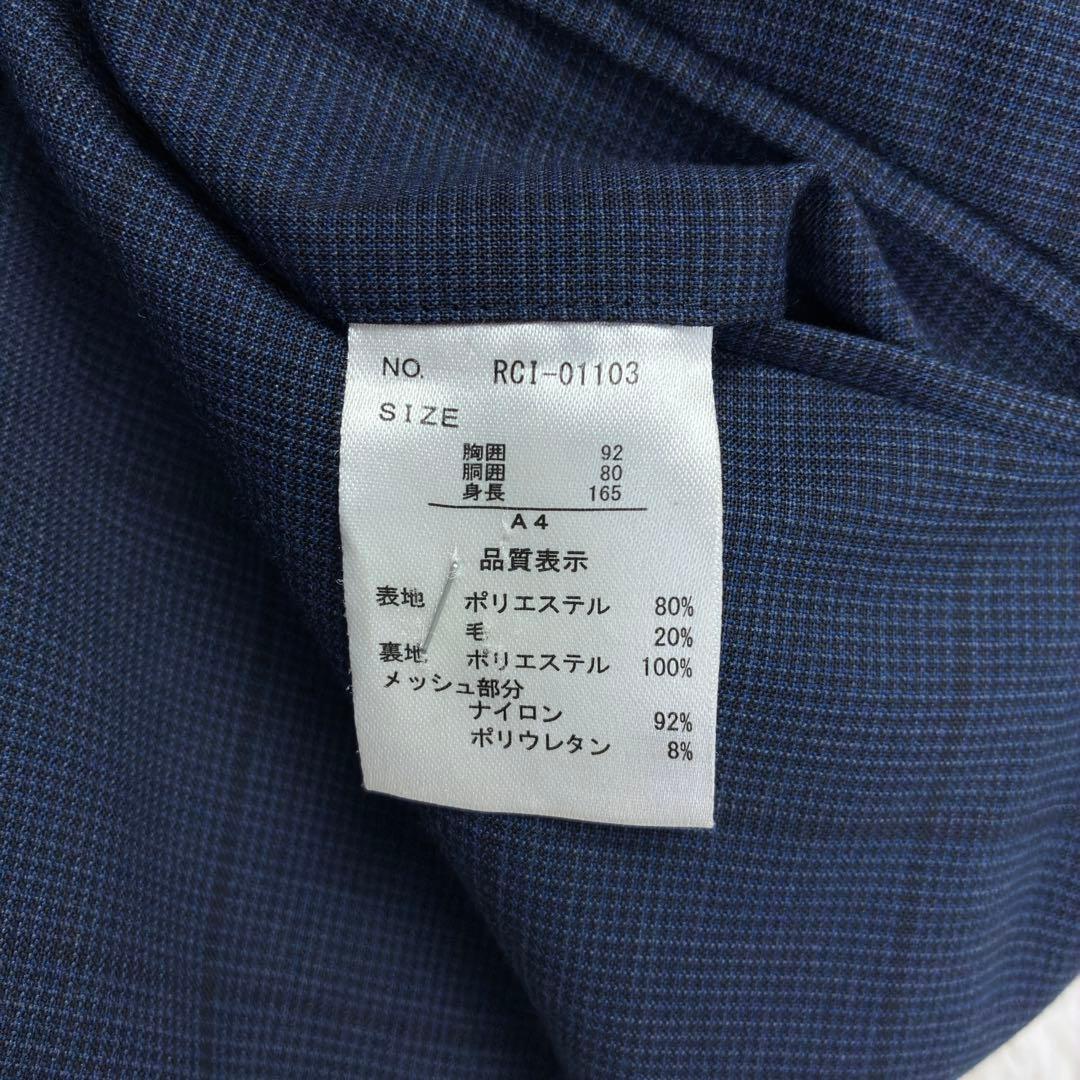 NO. RCI-01103
SIZE
胸囲 92
胴囲 80
身長 165
A4
品質表示
表地 ポリエステル 80%
毛 20%
裏地 ポリエステル 100%
メッシュ部分
ナイロン 92%
ポリウレタン 8%